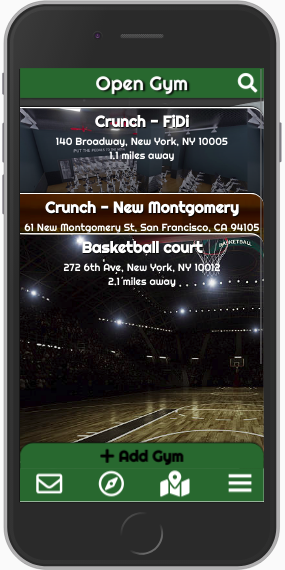 Open Gym
Crunch - FiDi
140 Broadway, New York, NY 10005
1.1 miles away
Crunch - New Montgomery
61 New Montgomery St, San Francisco, CA 94105
Basketball court
BASKETBALL
272 6th Ave, New York, NY 10012
2.1 miles away
+ Add Gym